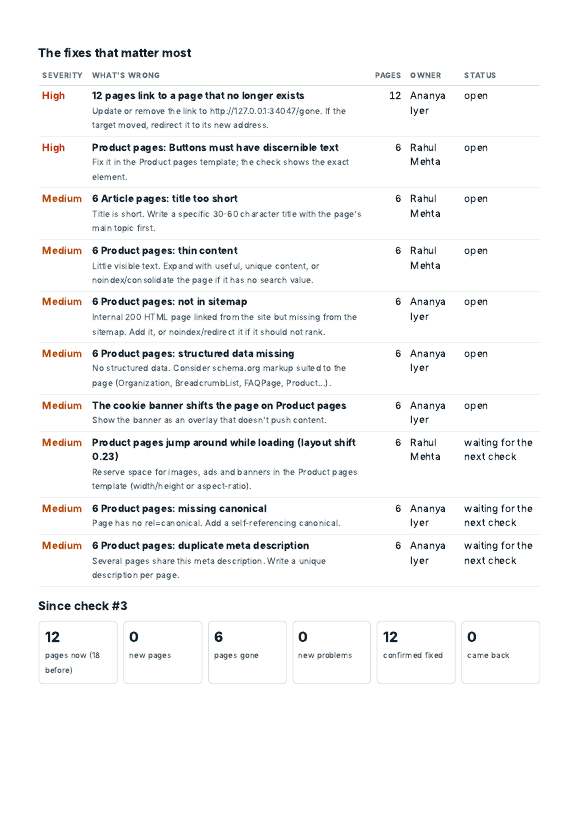 The fixes that matter most
SEVERITY WHAT'S WRONG PAGES OWNER STATUS
High 12 pages link to a page that no longer exists 12 Ananya open
Update or remove the link to http://127.0.0.1:34047/gone. If the Iyer
target moved, redirect it to its new address.
High Product pages: Buttons must have discernible text 6 Rahul open
Fix it in the Product pages template; the check shows the exact Mehta
element.
Medium 6 Article pages: title too short 6 Rahul open
Title is short. Write a specific 30-60 character title with the page's Mehta
main topic first.
Medium 6 Product pages: thin content 6 Rahul open
Little visible text. Expand with useful, unique content, or Mehta
noindex/consolidate the page if it has no search value.
Medium 6 Product pages: not in sitemap 6 Ananya open
Internal 200 HTML page linked from the site but missing from the Iyer
sitemap. Add it, or noindex/redirect it if it should not rank.
Medium 6 Product pages: structured data missing 6 Ananya open
No structured data. Consider schema.org markup suited to the Iyer
page (Organization, BreadcrumbList, FAQPage, Product…).
Medium The cookie banner shifts the page on Product pages 6 Ananya open
Show the banner as an overlay that doesn't push content. Iyer
Medium Product pages jump around while loading (layout shift 6 Rahul waiting for the
0.23) Mehta next check
Reserve space for images, ads and banners in the Product pages
template (width/height or aspect-ratio).
Medium 6 Product pages: missing canonical 6 Ananya waiting for the
Page has no rel=canonical. Add a self-referencing canonical. Iyer next check
Medium 6 Product pages: duplicate meta description 6 Ananya waiting for the
Several pages share this meta description. Write a unique Iyer next check
description per page.
Since check #3
12 0 6 0 12 0
pages now (18 new pages pages gone new problems confirmed fixed came back
before)